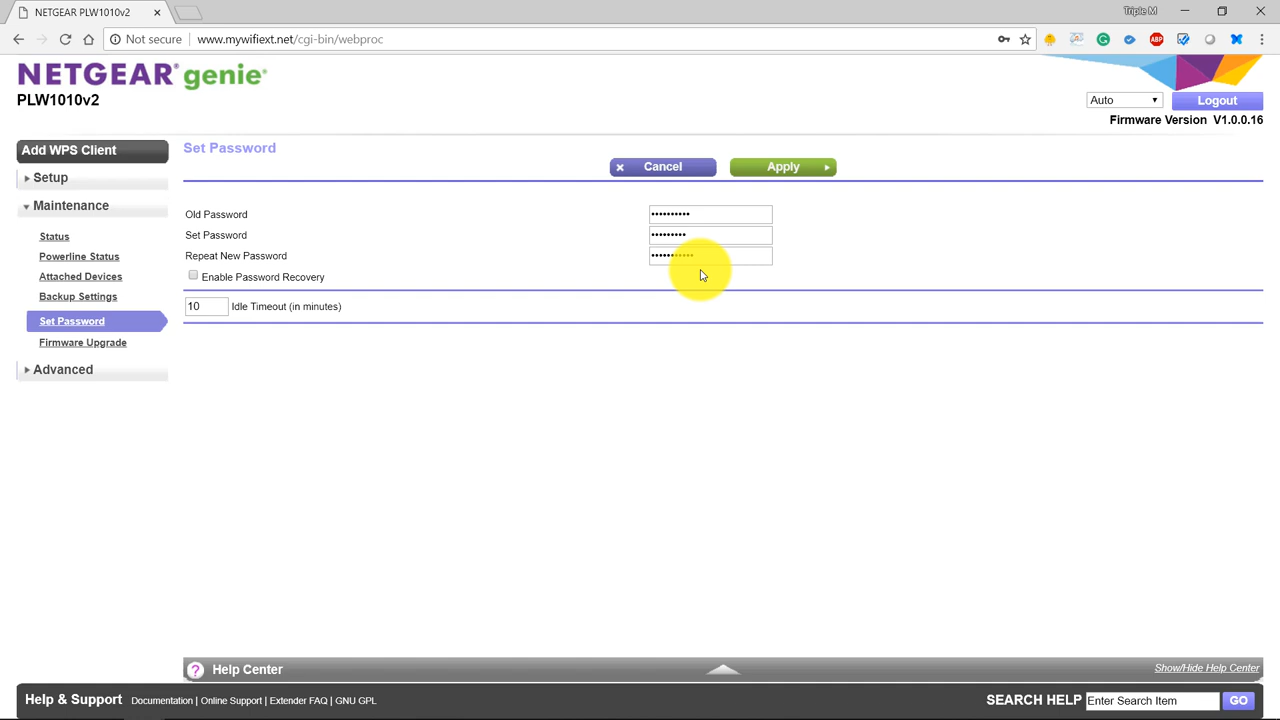 NETGEAR PLW1010v2
Triple M
Not secure www.mywifiext.net/cgi-bin/webproc
ABP
NETGEAR® genie®
PLW1010v2
Auto
Logout
Firmware Version V1.0.0.16
Add WPS Client
Setup
Maintenance
Status
Powerline Status
Attached Devices
Backup Settings
Set Password
Firmware Upgrade
Advanced
Set Password
Cancel
Apply
Old Password ••••••••••
Set Password •••••••••
Repeat New Password •••••••••••
Enable Password Recovery
10 Idle Timeout (in minutes)
? Help Center
Show/Hide Help Center
Help & Support Documentation | Online Support | Extender FAQ | GNU GPL
SEARCH HELP Enter Search Item GO